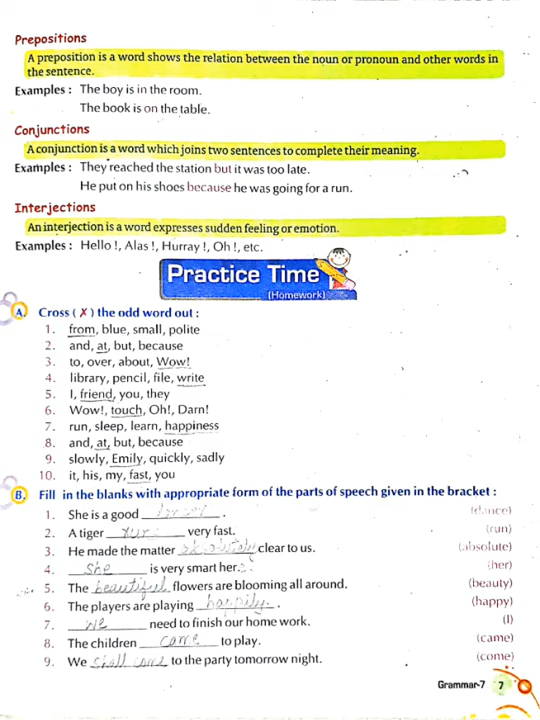 Prepositions
A preposition is a word shows the relation between the noun or pronoun and other words in
the sentence.
Examples : The boy is in the room.
The book is on the table.
Conjunctions
A conjunction is a word which joins two sentences to complete their meaning.
Examples : They reached the station but it was too late.
He put on his shoes because he was going for a run.
Interjections
An interjection is a word expresses sudden feeling or emotion.
Examples : Hello !, Alas !, Hurray !, Oh !, etc.
Practice Time
(Homework)
A. Cross ( ✗ ) the odd word out :
1. from, blue, small, polite
2. and, at, but, because
3. to, over, about, Wow!
4. library, pencil, file, write
5. I, friend, you, they
6. Wow!, touch, Oh!, Darn!
7. run, sleep, learn, happiness
8. and, at, but, because
9. slowly, Emily, quickly, sadly
10. it, his, my, fast, you
B. Fill in the blanks with appropriate form of the parts of speech given in the bracket :
1. She is a good dancer . (dance)
2. A tiger runs very fast. (run)
3. He made the matter absolutely clear to us. (absolute)
4. She is very smart her. (her)
5. The beautiful flowers are blooming all around. (beauty)
6. The players are playing happily . (happy)
7. We need to finish our home work. (I)
8. The children came to play. (came)
9. We shall come to the party tomorrow night. (come)
Grammar-7 7